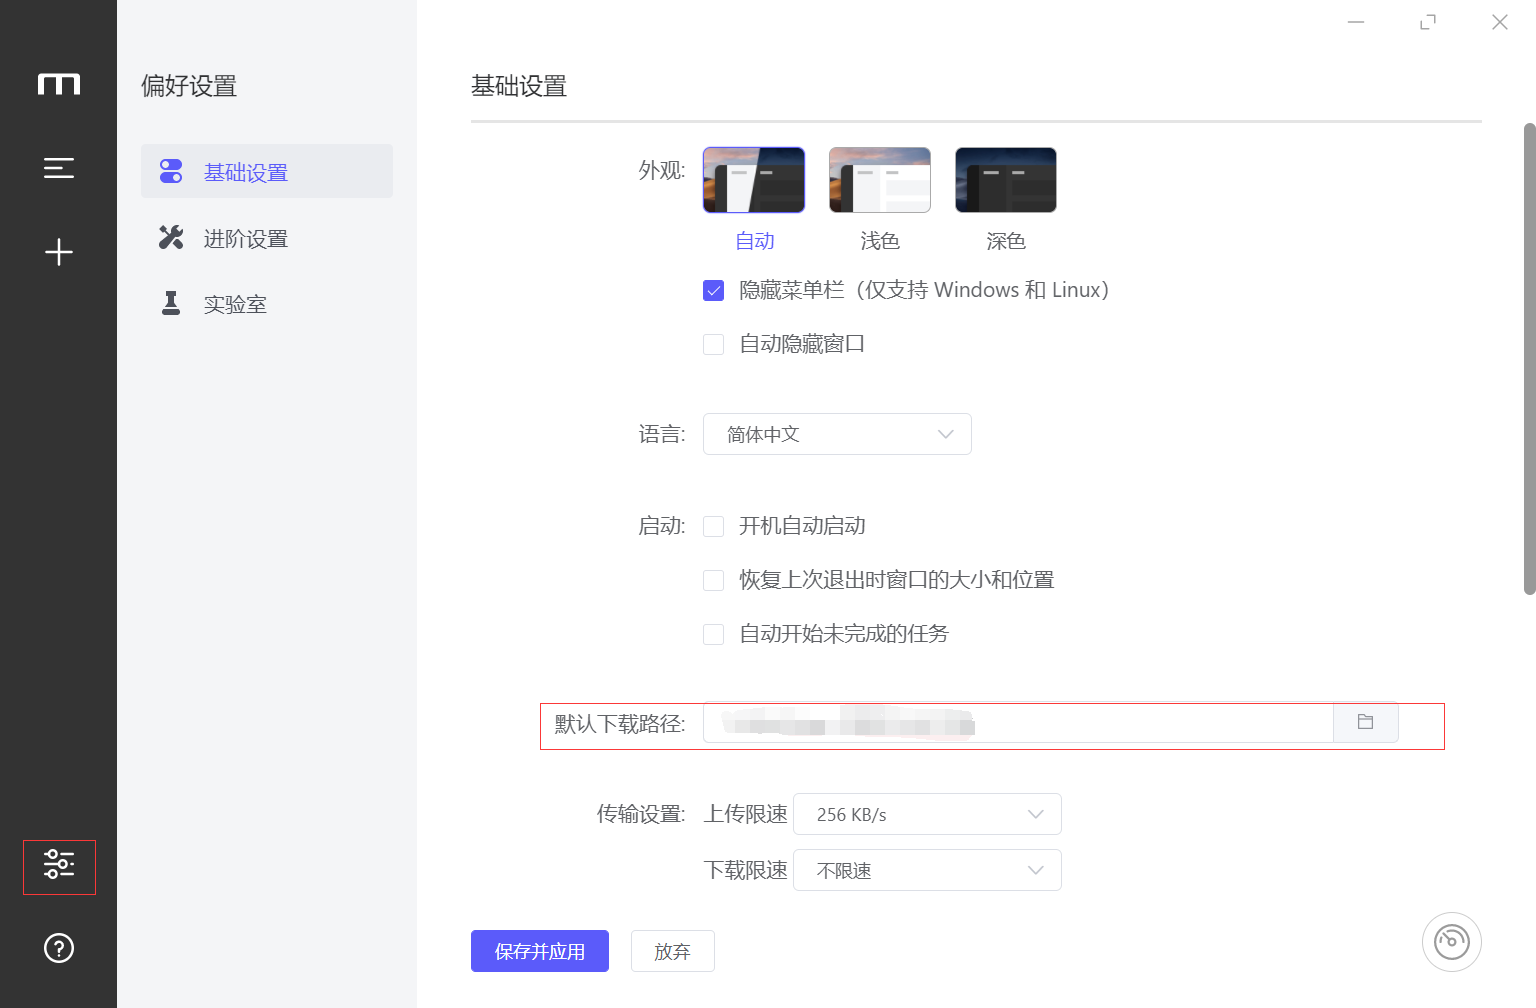 偏好设置
基础设置
进阶设置
实验室
基础设置
外观:
自动
浅色
深色
隐藏菜单栏（仅支持 Windows 和 Linux）
自动隐藏窗口
语言:
简体中文
启动:
开机自动启动
恢复上次退出时窗口的大小和位置
自动开始未完成的任务
默认下载路径:
传输设置:
上传限速
256 KB/s
下载限速
不限速
保存并应用
放弃